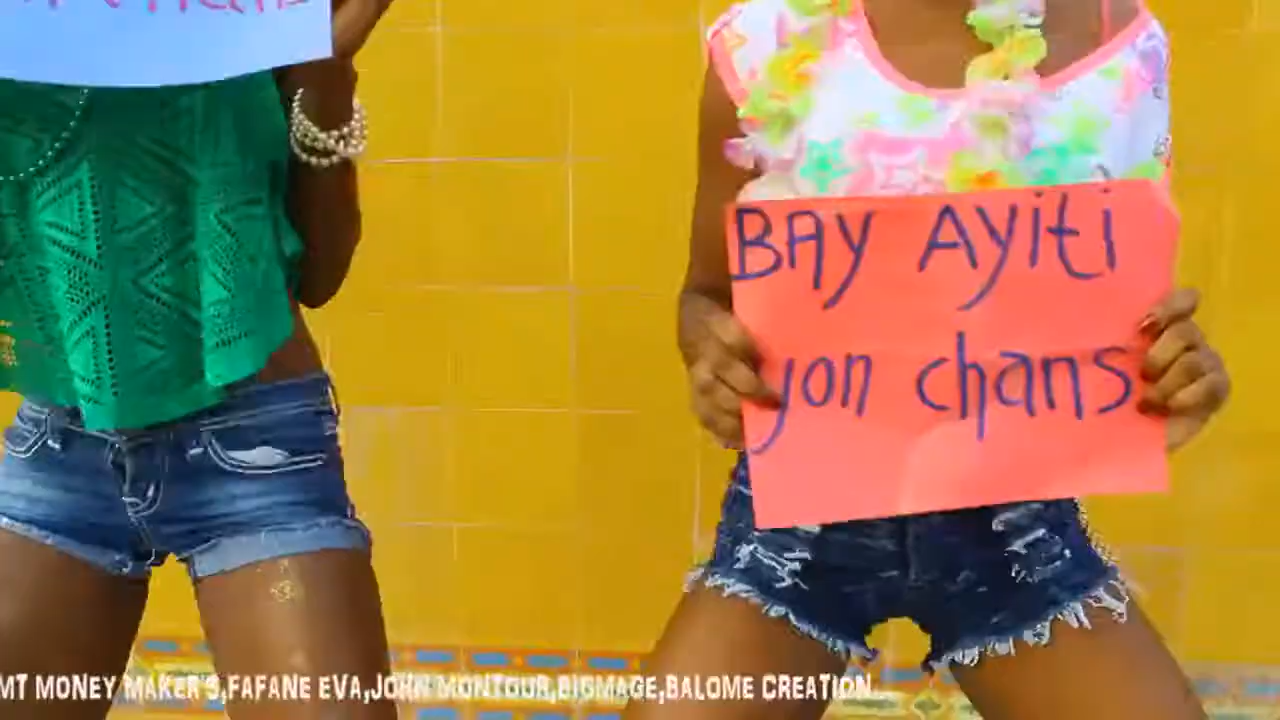 BAY Ayiti
yon chans
MT MONEY MAKER'S,FAFANE EVA,JOHN MONTOUR,BIGMAGE,BALOME CREATION...